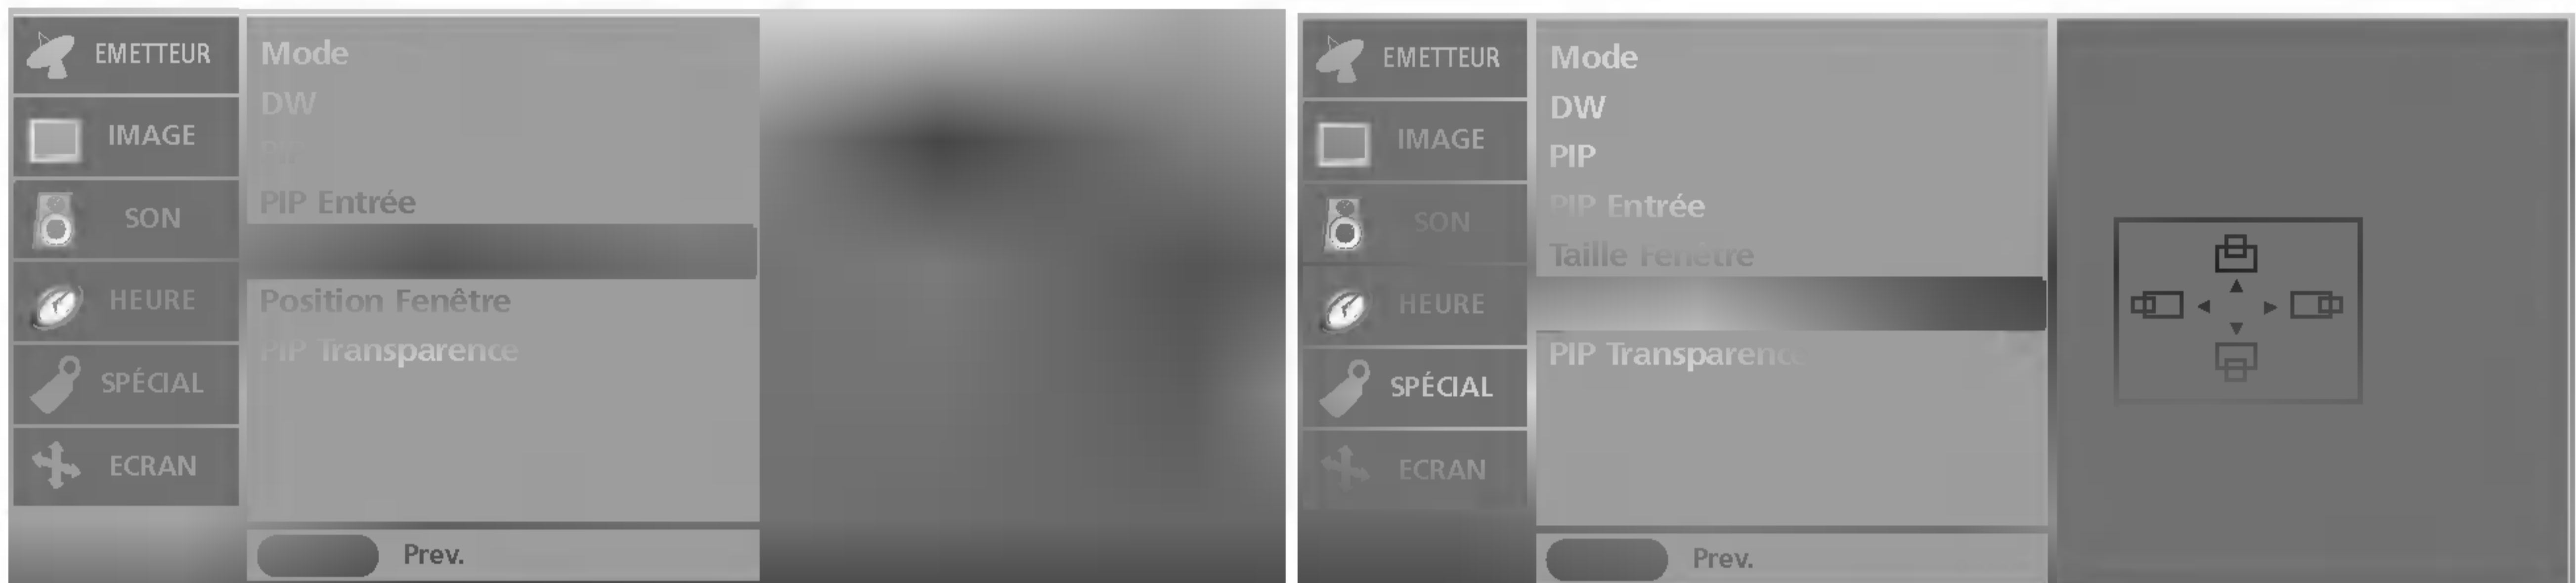 EMETTEUR
IMAGE
SON
HEURE
SPÉCIAL
ECRAN
Mode
DW
PIP
PIP Entrée
Position Fenêtre
PIP Transparence
Prev.
EMETTEUR
IMAGE
SON
HEURE
SPÉCIAL
ECRAN
Mode
DW
PIP
PIP Entrée
Taille Fenêtre
PIP Transparence
Prev.